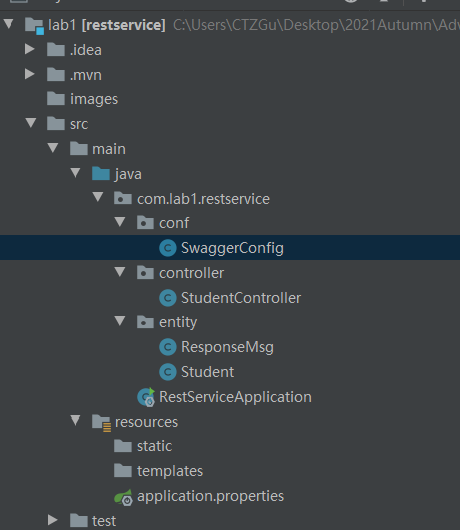 lab1 [restservice] C:\Users\CTZGu\Desktop\2021Autumn\Adv
.idea
.mvn
images
src
main
java
com.lab1.restservice
conf
SwaggerConfig
controller
StudentController
entity
ResponseMsg
Student
RestServiceApplication
resources
static
templates
application.properties
test